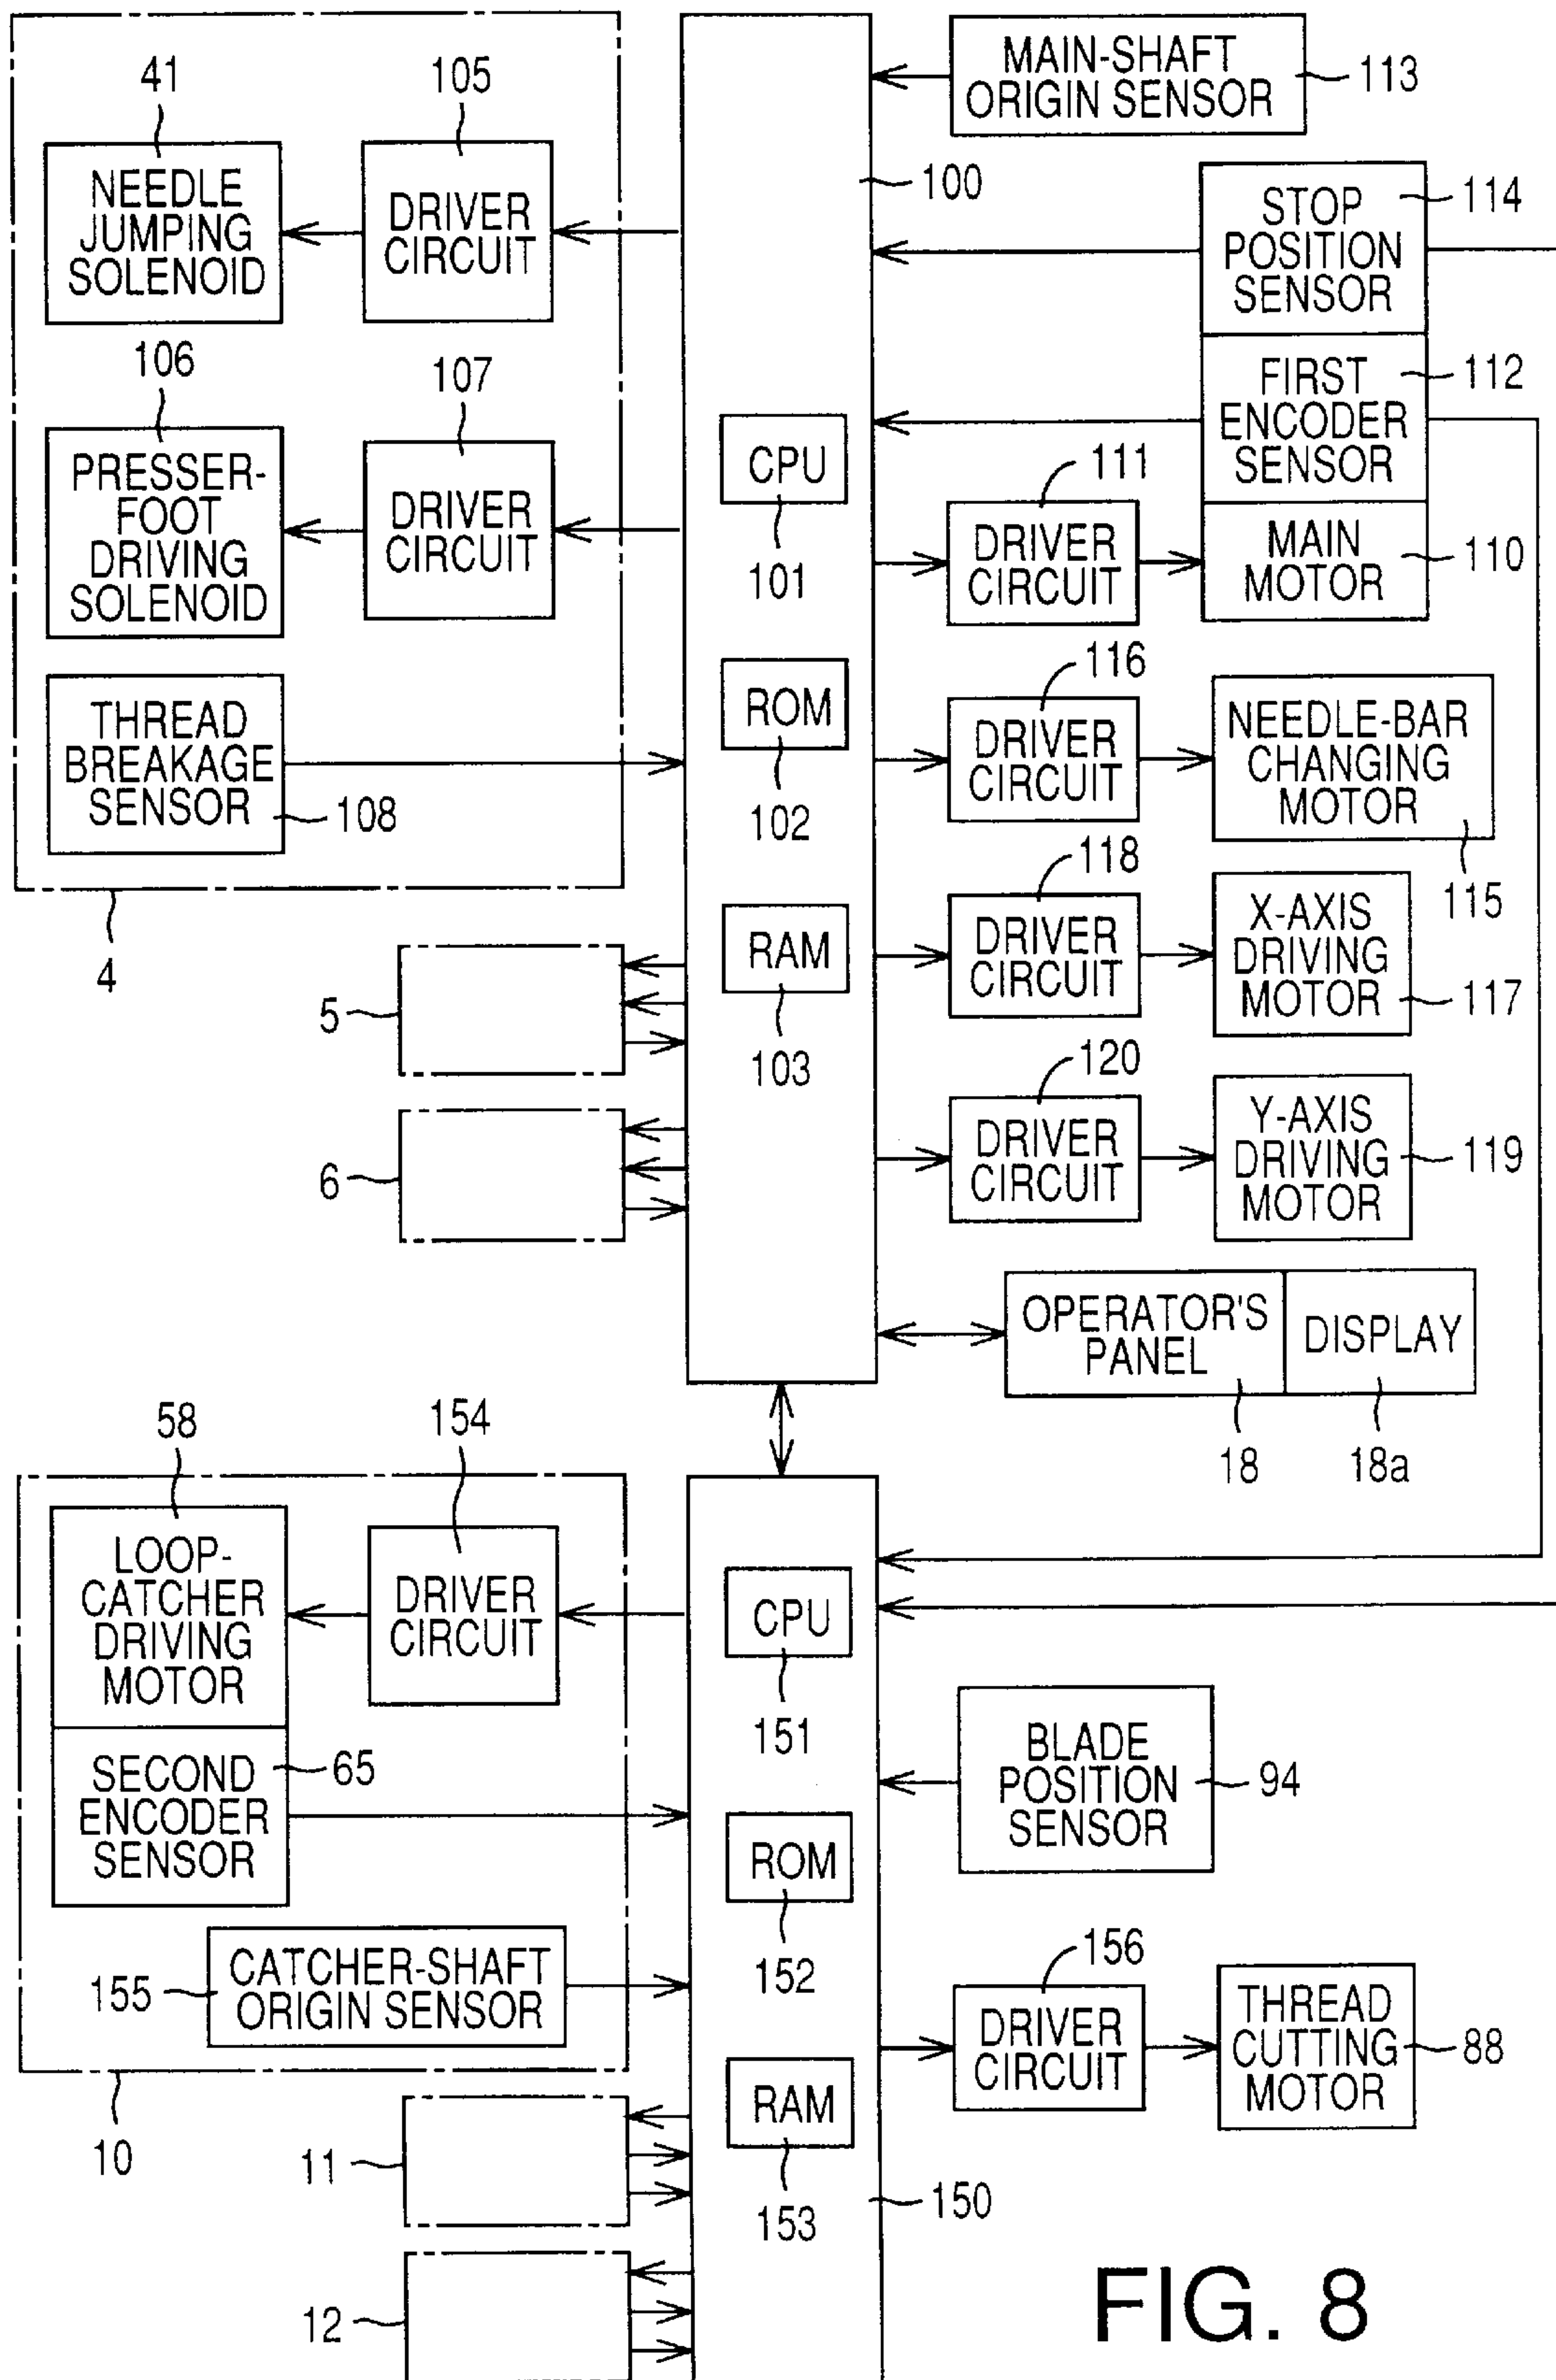 41
105
NEEDLE
JUMPING
SOLENOID
DRIVER
CIRCUIT
106
107
PRESSER-
FOOT
DRIVING
SOLENOID
DRIVER
CIRCUIT
THREAD
BREAKAGE
SENSOR
108
4
5
6
100
CPU
101
ROM
102
RAM
103
MAIN-SHAFT
ORIGIN SENSOR
113
STOP
POSITION
SENSOR
114
FIRST
ENCODER
SENSOR
112
111
DRIVER
CIRCUIT
MAIN
MOTOR
110
116
DRIVER
CIRCUIT
NEEDLE-BAR
CHANGING
MOTOR
115
118
DRIVER
CIRCUIT
X-AXIS
DRIVING
MOTOR
117
120
DRIVER
CIRCUIT
Y-AXIS
DRIVING
MOTOR
119
OPERATOR'S
PANEL
DISPLAY
18
18a
58
154
LOOP-
CATCHER
DRIVING
MOTOR
DRIVER
CIRCUIT
SECOND
ENCODER
SENSOR
65
CATCHER-SHAFT
ORIGIN SENSOR
155
10
11
12
CPU
151
ROM
152
RAM
153
150
BLADE
POSITION
SENSOR
94
156
DRIVER
CIRCUIT
THREAD
CUTTING
MOTOR
88
FIG. 8